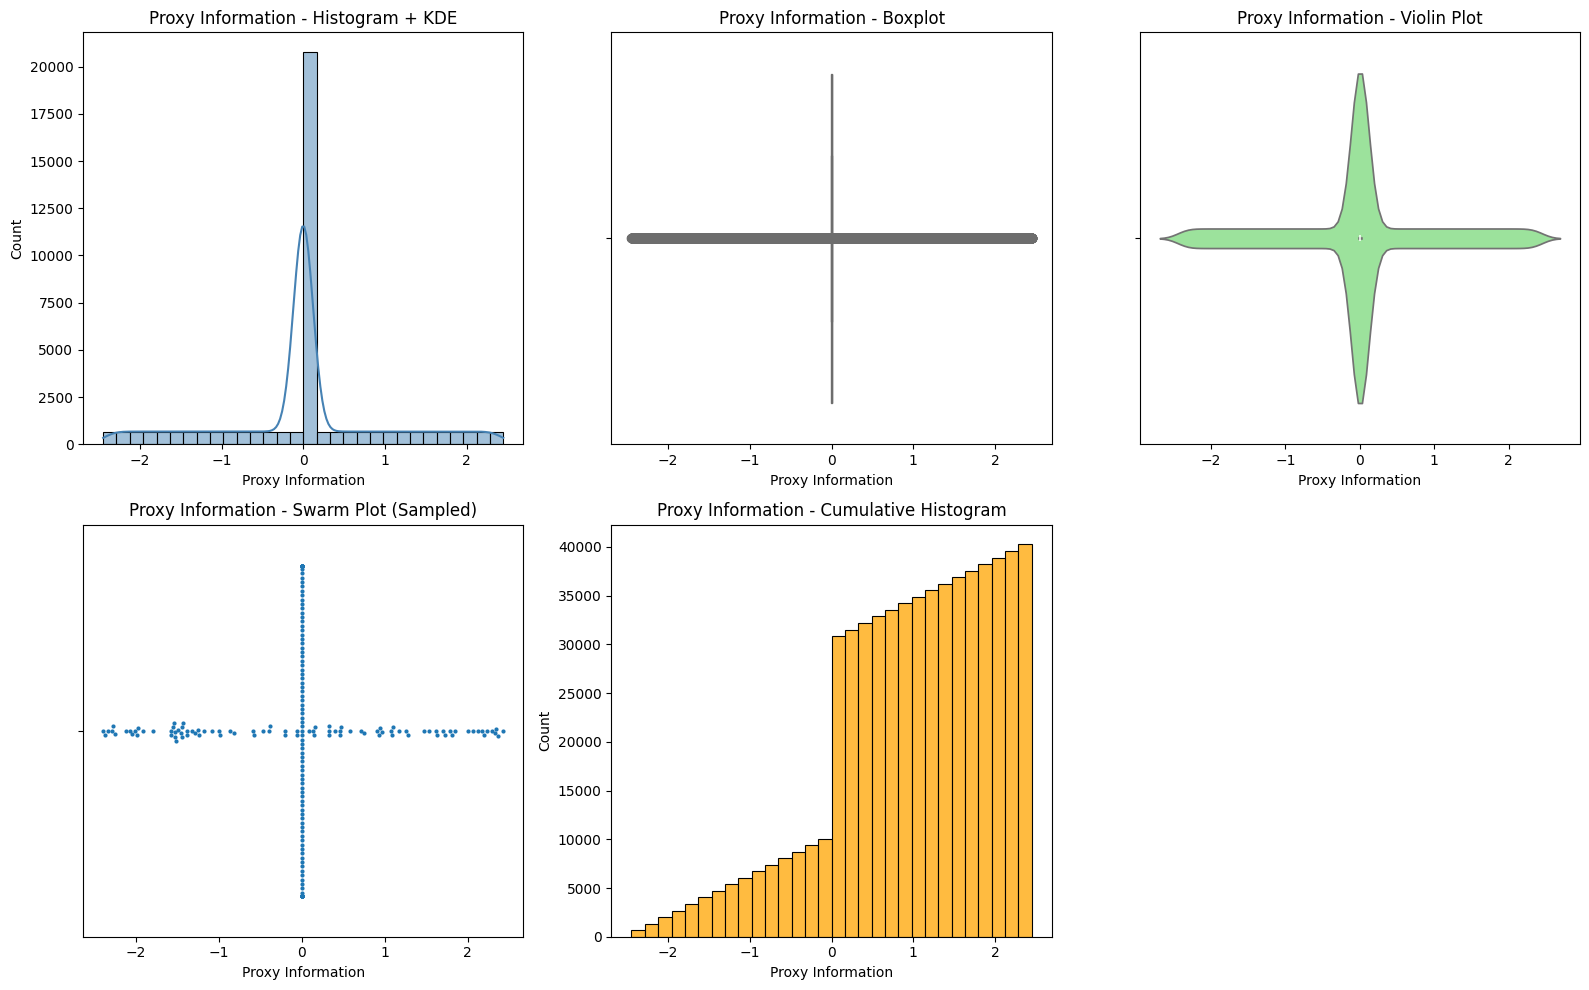 Proxy Information - Histogram + KDE
Count
20000
17500
15000
12500
10000
7500
5000
2500
0
−2 −1 0 1 2
Proxy Information
Proxy Information - Boxplot
−2 −1 0 1 2
Proxy Information
Proxy Information - Violin Plot
−2 −1 0 1 2
Proxy Information
Proxy Information - Swarm Plot (Sampled)
−2 −1 0 1 2
Proxy Information
Proxy Information - Cumulative Histogram
Count
40000
35000
30000
25000
20000
15000
10000
5000
0
−2 −1 0 1 2
Proxy Information